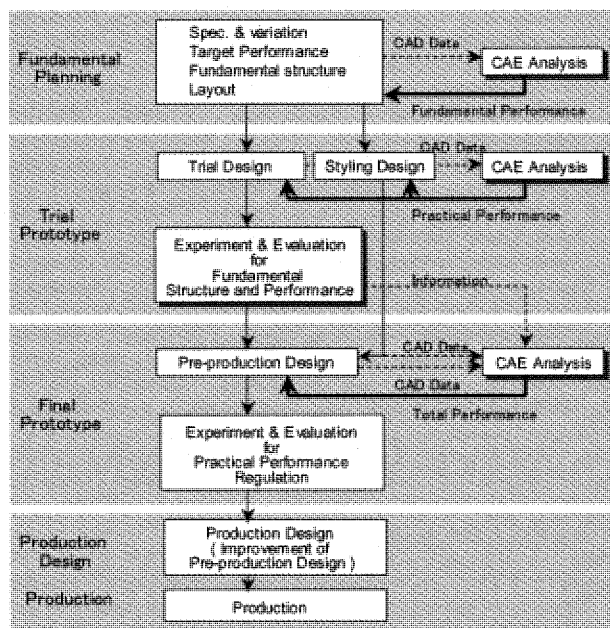 Fundamental
Planning
Spec. & variation
Target Performance
Fundamental structure
Layout
CAD Data
CAE Analysis
Fundamental Performance
Trial
Prototype
Trial Design
Styling Design
CAD Data
CAE Analysis
Practical Performance
Experiment & Evaluation
for
Fundamental
Structure and Performance
Information
Final
Prototype
Pre-production Design
CAD Data
CAE Analysis
CAD Data
Total Performance
Experiment & Evaluation
for
Practical Performance
Regulation
Production
Design
Production Design
( Improvement of
Pre-production Design )
Production
Production